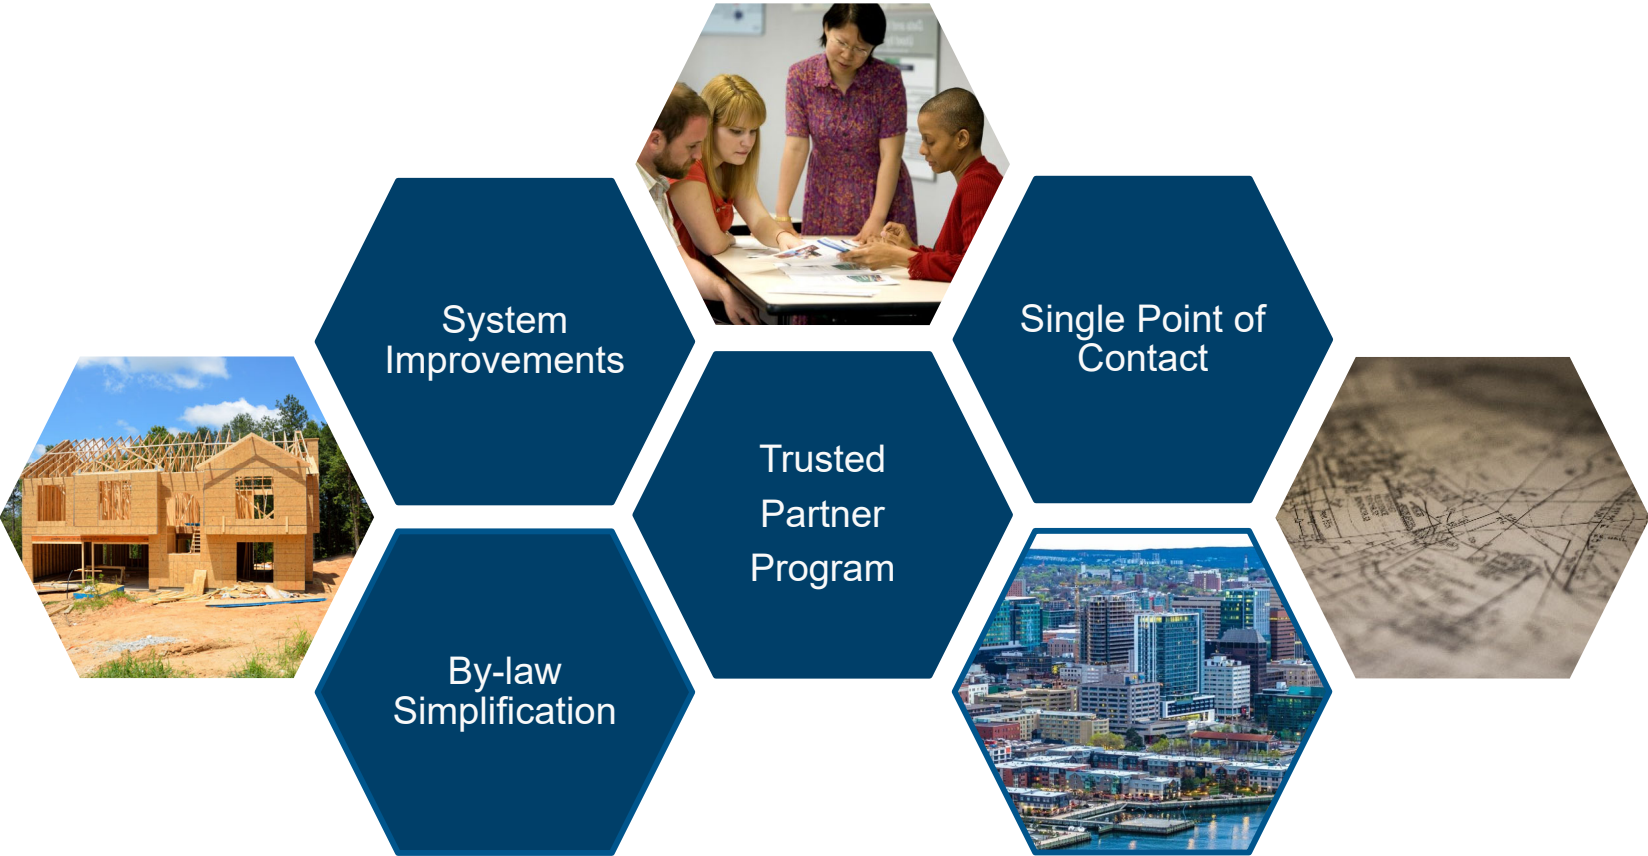 System
Improvements
Single Point of
Contact
Trusted
Partner
Program
By-law
Simplification